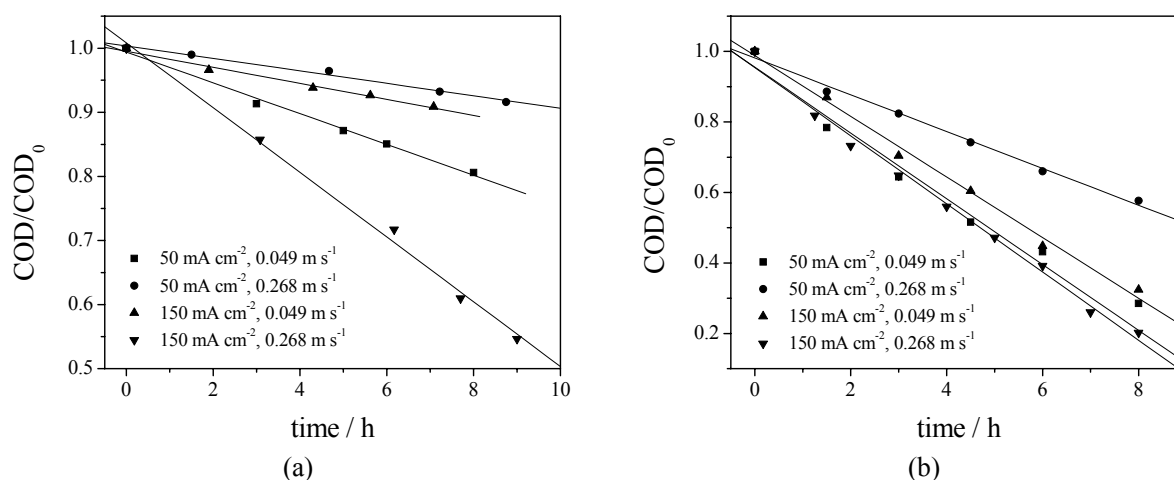 COD/COD₀
1.0
0.9
0.8
0.7
0.6
0.5
50 mA cm⁻², 0.049 m s⁻¹
50 mA cm⁻², 0.268 m s⁻¹
150 mA cm⁻², 0.049 m s⁻¹
150 mA cm⁻², 0.268 m s⁻¹
0 2 4 6 8 10
time / h
(a)
COD/COD₀
1.0
0.8
0.6
0.4
0.2
50 mA cm⁻², 0.049 m s⁻¹
50 mA cm⁻², 0.268 m s⁻¹
150 mA cm⁻², 0.049 m s⁻¹
150 mA cm⁻², 0.268 m s⁻¹
0 2 4 6 8
time / h
(b)